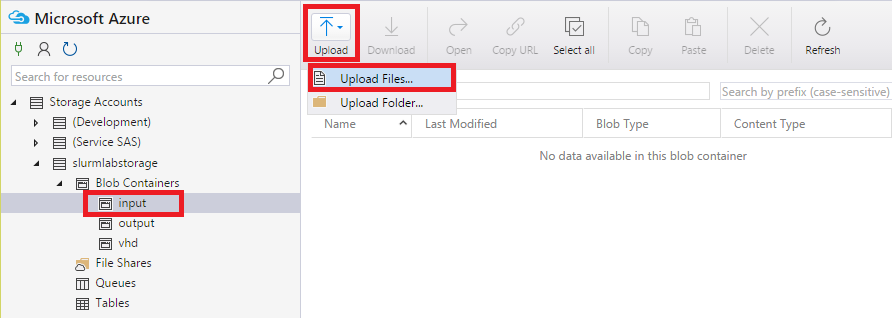 Microsoft Azure
Search for resources
Storage Accounts
(Development)
(Service SAS)
slurmlabstorage
Blob Containers
input
output
vhd
File Shares
Queues
Tables
Upload Download Open Copy URL Select all Copy Paste Delete Refresh
Upload Files...
Upload Folder...
Search by prefix (case-sensitive)
Name Last Modified Blob Type Content Type
No data available in this blob container